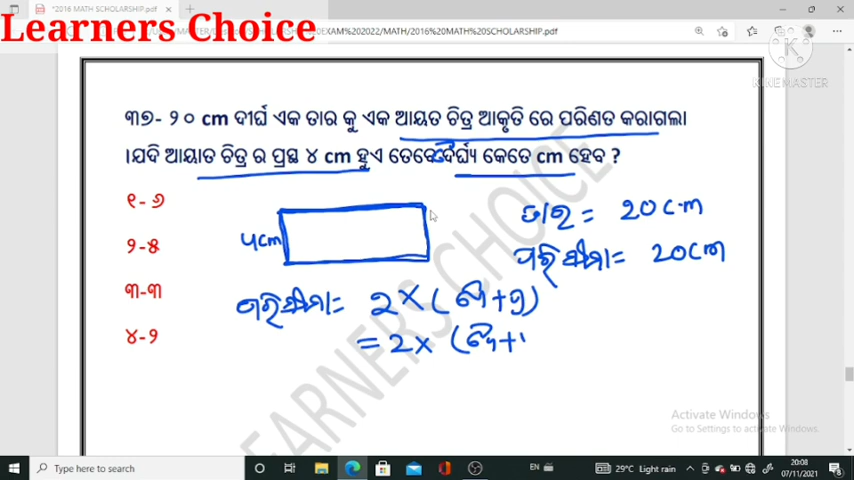 *2016 MATH SCHOLARSHIP.pdf
Learners Choice
EXAM%202022/MATH/2016%20MATH%20SCHOLARSHIP.pdf
KINEMASTER
୩୭- ୨୦ cm ଦୀର୍ଘ ଏକ ତାର କୁ ଏକ ଆୟତ ଚିତ୍ର ଆକୃତି ରେ ପରିଣତ କରାଗଲା
।ଯଦି ଆୟାତ ଚିତ୍ର ର ପ୍ରସ୍ଥ ୪ cm ହୁଏ ତେବେ ଦୈର୍ଘ୍ୟ କେତେ cm ହେବ ?
୧- ୬
୨-୫
୩-୩
୪-୨
ତାର = 20cm
4cm
ପରିସୀମା= 20cm
ପରିସୀମା= 2×(ଦୈ+ପ୍ର)
= 2× (ଦୈ+
LEARNERS CHOICE
Activate Windows
Go to Settings to activate Windows.
Type here to search
29°C Light rain
ENG
20:08
07/11/2021